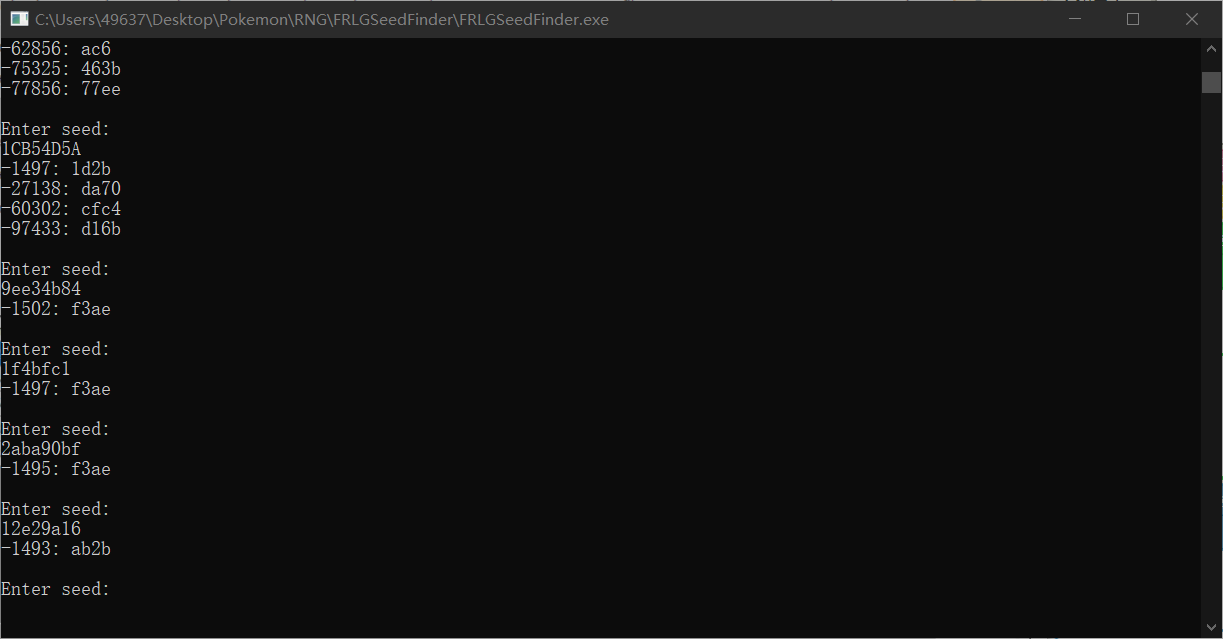 C:\Users\49637\Desktop\Pokemon\RNG\FRLGSeedFinder\FRLGSeedFinder.exe
-62856: ac6
-75325: 463b
-77856: 77ee
Enter seed:
1CB54D5A
-1497: 1d2b
-27138: da70
-60302: cfc4
-97433: d16b
Enter seed:
9ee34b84
-1502: f3ae
Enter seed:
1f4bfc1
-1497: f3ae
Enter seed:
2aba90bf
-1495: f3ae
Enter seed:
12e29a16
-1493: ab2b
Enter seed: